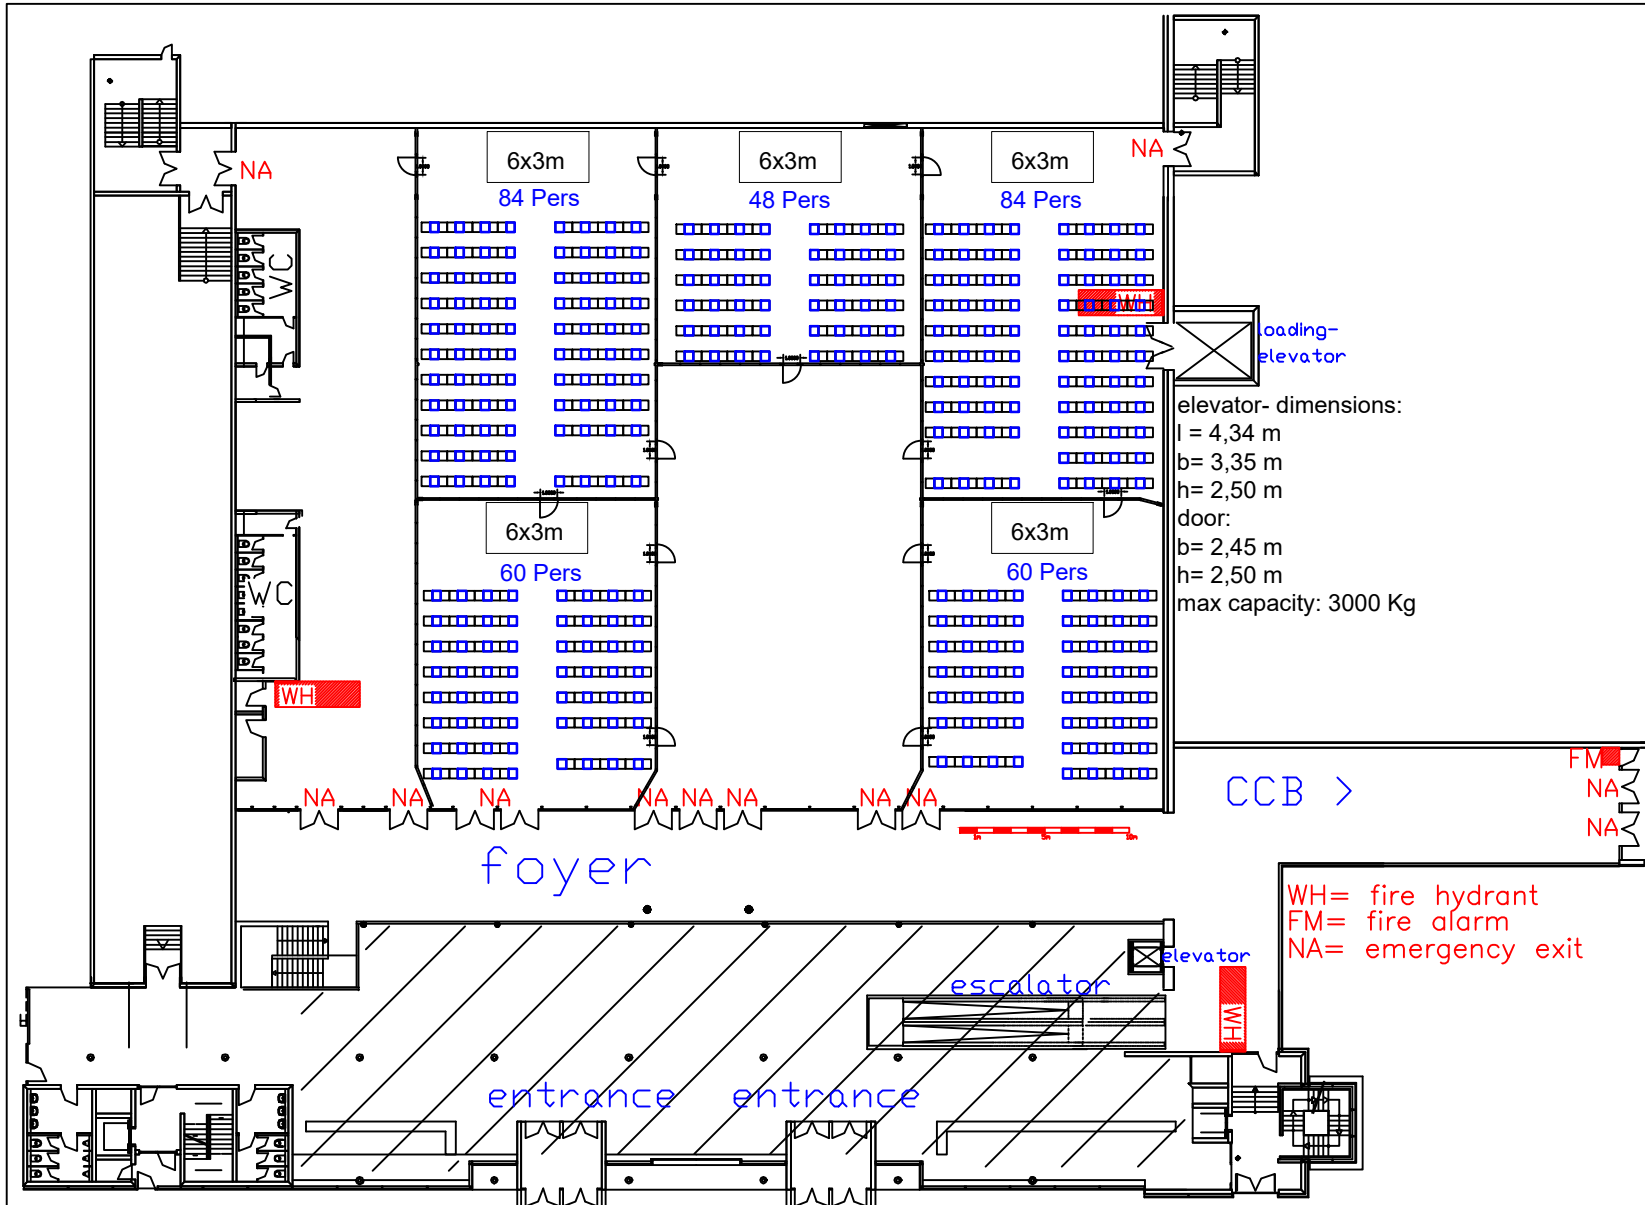 NA
6x3m
6x3m
6x3m
NA
84 Pers
48 Pers
84 Pers
WC
WH
loading-
elevator
elevator- dimensions:
l = 4,34 m
b= 3,35 m
h= 2,50 m
door:
b= 2,45 m
h= 2,50 m
max capacity: 3000 Kg
6x3m
6x3m
60 Pers
60 Pers
WC
WH
FM
NA
NA
CCB >
NA
NA
NA
NA
NA
NA
NA
NA
1m
5m
10m
foyer
WH= fire hydrant
FM= fire alarm
NA= emergency exit
elevator
escalator
WH
entrance
entrance